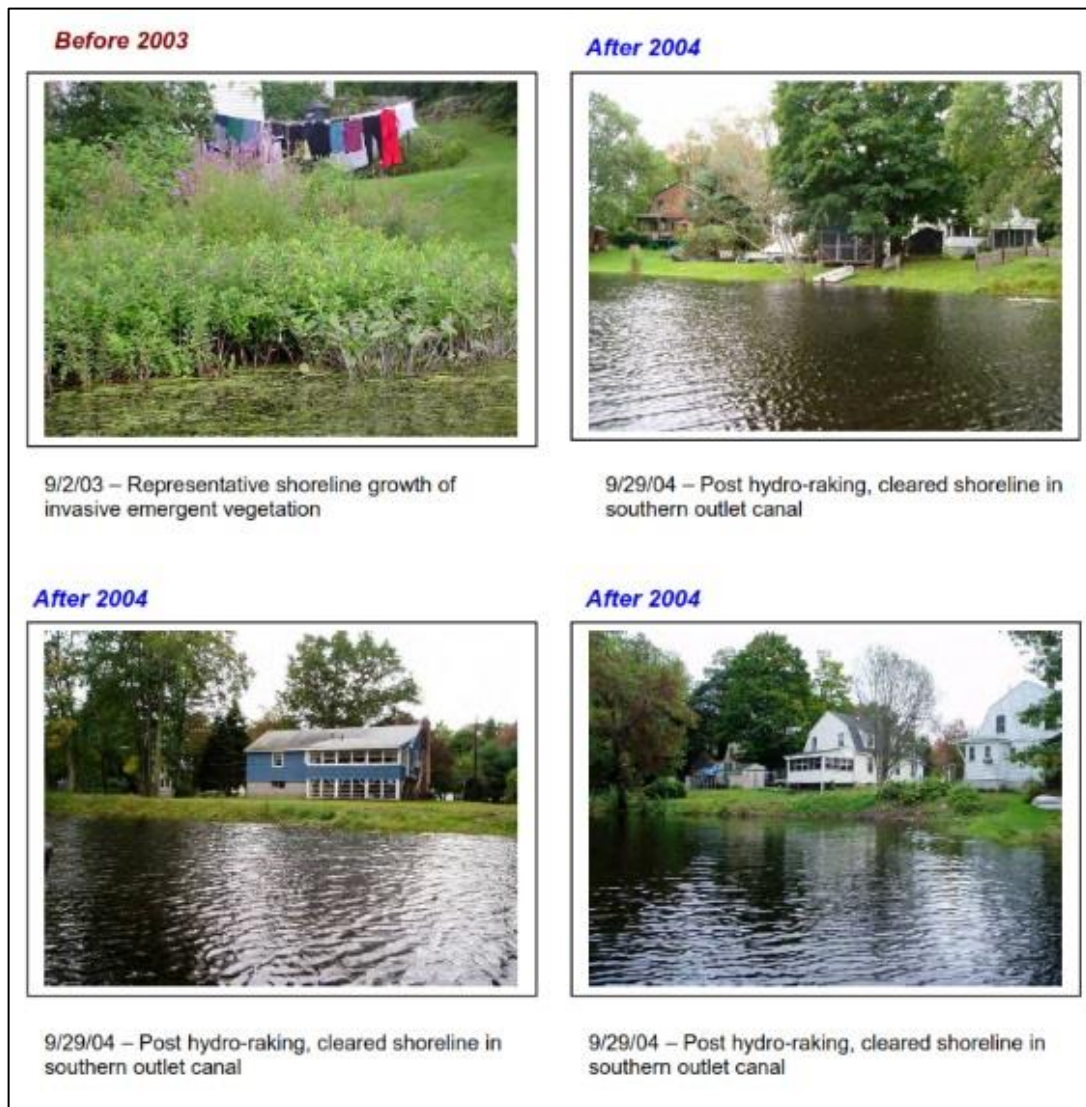 Before 2003
After 2004
9/2/03 – Representative shoreline growth of
invasive emergent vegetation
9/29/04 – Post hydro-raking, cleared shoreline in
southern outlet canal
After 2004
After 2004
9/29/04 – Post hydro-raking, cleared shoreline in
southern outlet canal
9/29/04 – Post hydro-raking, cleared shoreline in
southern outlet canal